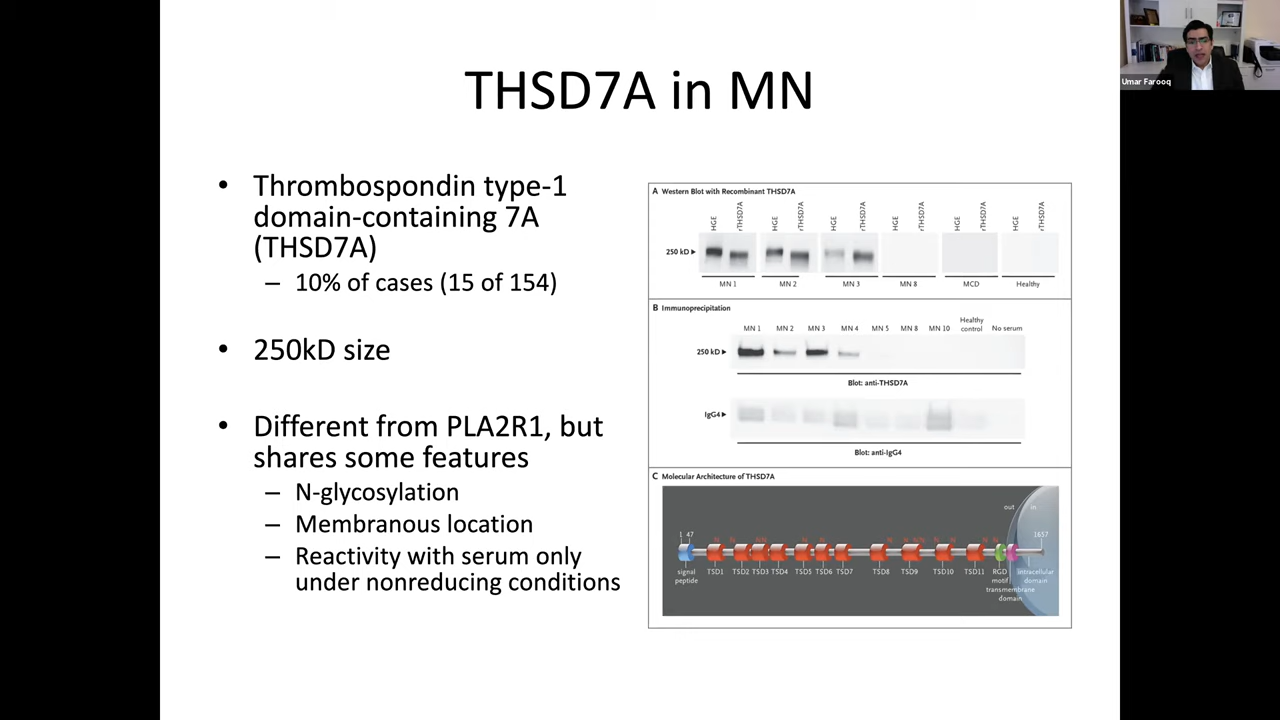 Umar Farooq
THSD7A in MN
• Thrombospondin type-1
domain-containing 7A
(THSD7A)
– 10% of cases (15 of 154)
• 250kD size
• Different from PLA2R1, but
shares some features
– N-glycosylation
– Membranous location
– Reactivity with serum only
under nonreducing conditions
A Western Blot with Recombinant THSD7A
HGE rTHSD7A HGE rTHSD7A HGE rTHSD7A HGE rTHSD7A HGE rTHSD7A HGE rTHSD7A
250 kD
MN 1 MN 2 MN 3 MN 8 MCD Healthy
B Immunoprecipitation
MN 1 MN 2 MN 3 MN 4 MN 5 MN 8 MN 10 Healthy control No serum
250 kD
Blot: anti-THSD7A
IgG4
Blot: anti-IgG4
C Molecular Architecture of THSD7A
out in
1 47 1657
signal peptide TSD1 TSD2 TSD3 TSD4 TSD5 TSD6 TSD7 TSD8 TSD9 TSD10 TSD11 RGD motif intracellular domain
transmembrane
domain